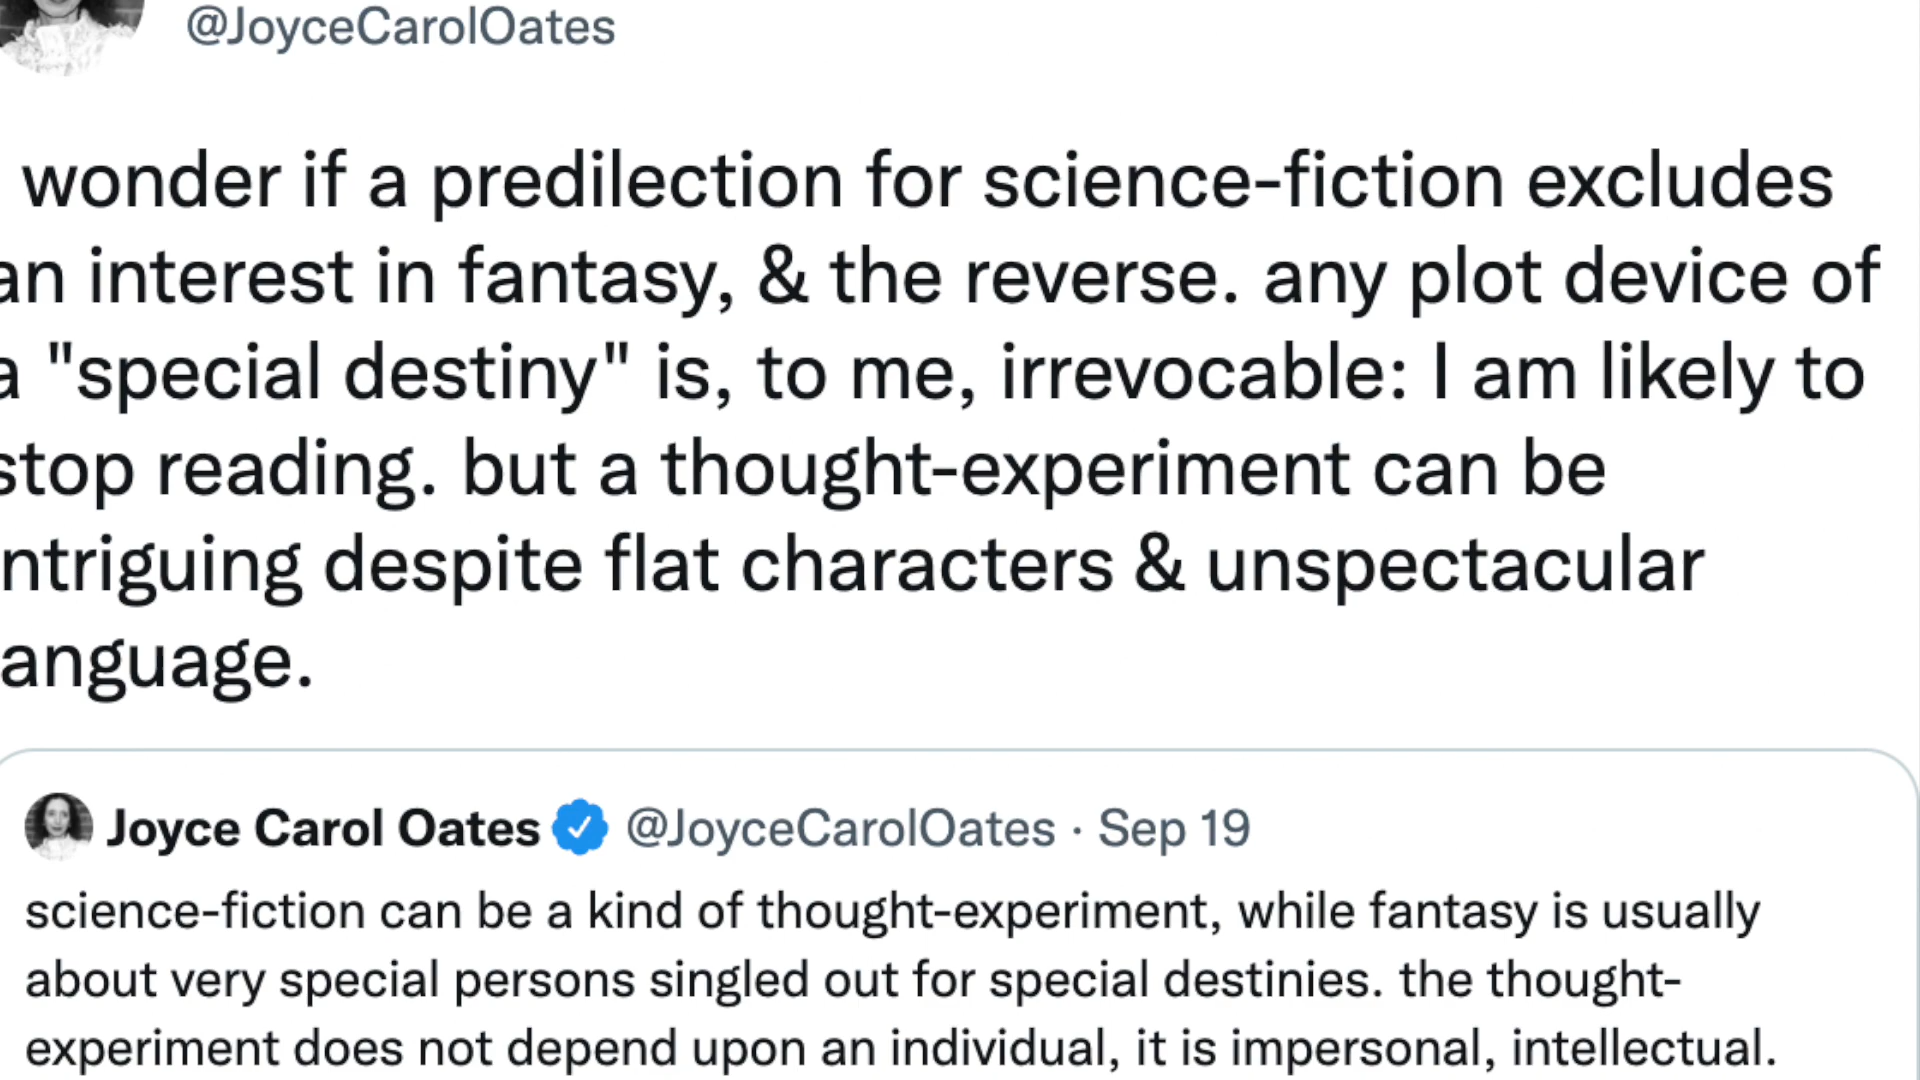 @JoyceCarolOates
wonder if a predilection for science-fiction excludes
an interest in fantasy, & the reverse. any plot device of
a "special destiny" is, to me, irrevocable: I am likely to
stop reading. but a thought-experiment can be
ntriguing despite flat characters & unspectacular
anguage.
Joyce Carol Oates @JoyceCarolOates · Sep 19
science-fiction can be a kind of thought-experiment, while fantasy is usually
about very special persons singled out for special destinies. the thought-
experiment does not depend upon an individual, it is impersonal, intellectual.